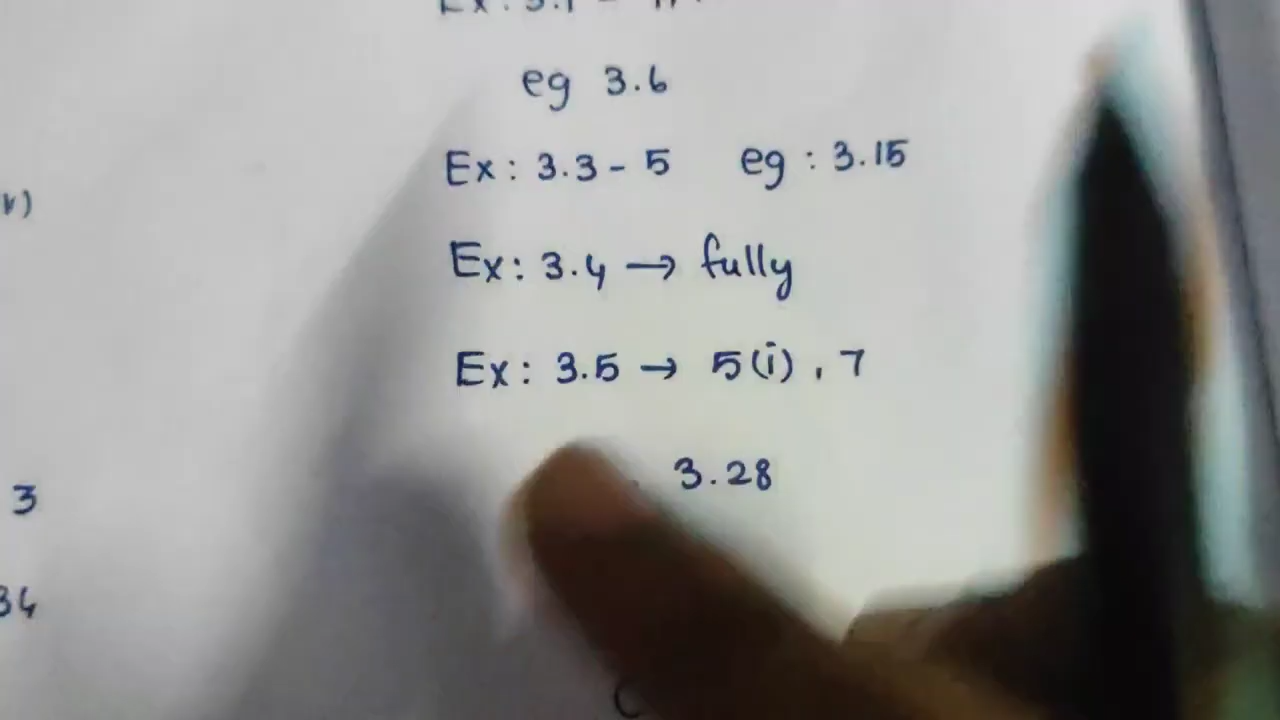 eg 3.6
Ex: 3.3 - 5 eg : 3.15
Ex: 3.4 → fully
Ex: 3.5 → 5(i), 7
3.28
3
34